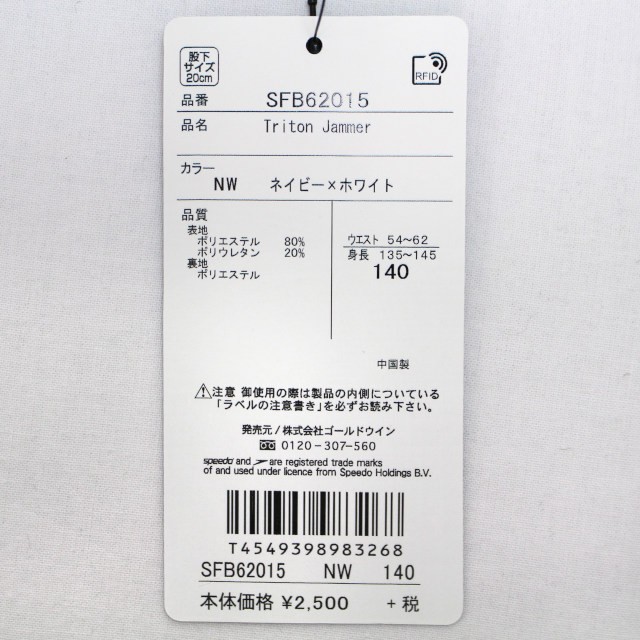 股下
サイズ
20cm
RFID
品番 SFB62015
品名 Triton Jammer
カラー
NW ネイビー×ホワイト
品質
表地
ポリエステル 80%
ポリウレタン 20%
裏地
ポリエステル
ウエスト 54~62
身長 135~145
140
中国製
注意 御使用の際は製品の内側についている
「ラベルの注意書き」を必ずお読み下さい。
発売元/株式会社ゴールドウイン
0120-307-560
speedo and are registered trade marks
of and used under licence from Speedo Holdings B.V.
T4549398983268
SFB62015 NW 140
本体価格 ¥2,500 +税